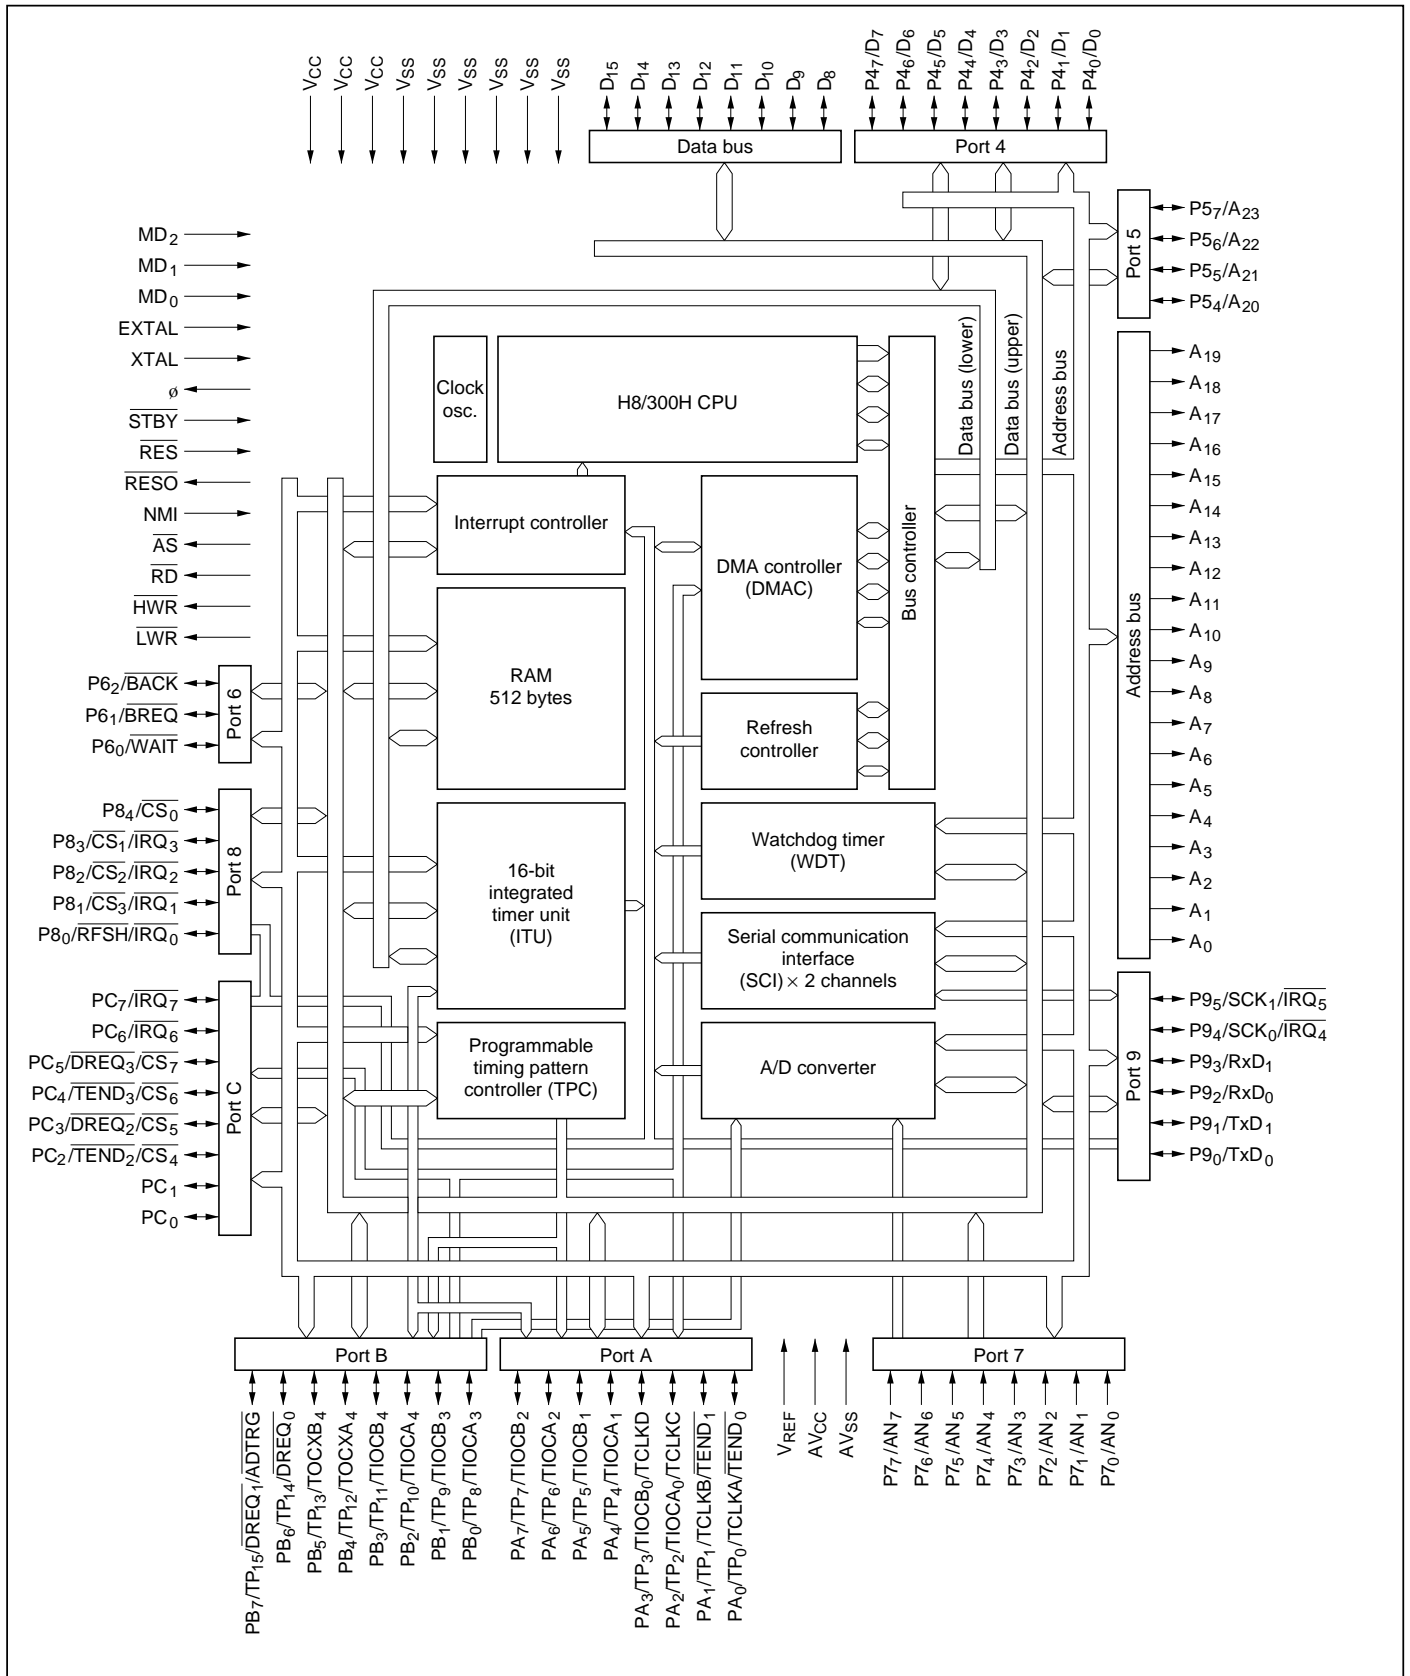 VCC
VCC
VCC
VSS
VSS
VSS
VSS
VSS
VSS
D15
D14
D13
D12
D11
D10
D9
D8
P47/D7
P46/D6
P45/D5
P44/D4
P43/D3
P42/D2
P41/D1
P40/D0
Data bus
Port 4
MD2
MD1
MD0
EXTAL
XTAL
ø
STBY
RES
RESO
NMI
AS
RD
HWR
LWR
P62/BACK
P61/BREQ
P60/WAIT
Port 6
P84/CS0
P83/CS1/IRQ3
P82/CS2/IRQ2
P81/CS3/IRQ1
P80/RFSH/IRQ0
Port 8
PC7/IRQ7
PC6/IRQ6
PC5/DREQ3/CS7
PC4/TEND3/CS6
PC3/DREQ2/CS5
PC2/TEND2/CS4
PC1
PC0
Port C
Clock
osc.
H8/300H CPU
Interrupt controller
RAM
512 bytes
16-bit
integrated
timer unit
(ITU)
Programmable
timing pattern
controller (TPC)
DMA controller
(DMAC)
Refresh
controller
Watchdog timer
(WDT)
Serial communication
interface
(SCI) × 2 channels
A/D converter
Bus controller
Data bus (lower)
Data bus (upper)
Address bus
Port 5
P57/A23
P56/A22
P55/A21
P54/A20
Address bus
A19
A18
A17
A16
A15
A14
A13
A12
A11
A10
A9
A8
A7
A6
A5
A4
A3
A2
A1
A0
Port 9
P95/SCK1/IRQ5
P94/SCK0/IRQ4
P93/RxD1
P92/RxD0
P91/TxD1
P90/TxD0
Port B
Port A
Port 7
PB7/TP15/DREQ1/ADTRG
PB6/TP14/DREQ0
PB5/TP13/TOCXB4
PB4/TP12/TOCXA4
PB3/TP11/TIOCB4
PB2/TP10/TIOCA4
PB1/TP9/TIOCB3
PB0/TP8/TIOCA3
PA7/TP7/TIOCB2
PA6/TP6/TIOCA2
PA5/TP5/TIOCB1
PA4/TP4/TIOCA1
PA3/TP3/TIOCB0/TCLKD
PA2/TP2/TIOCA0/TCLKC
PA1/TP1/TCLKB/TEND1
PA0/TP0/TCLKA/TEND0
VREF
AVCC
AVSS
P77/AN7
P76/AN6
P75/AN5
P74/AN4
P73/AN3
P72/AN2
P71/AN1
P70/AN0